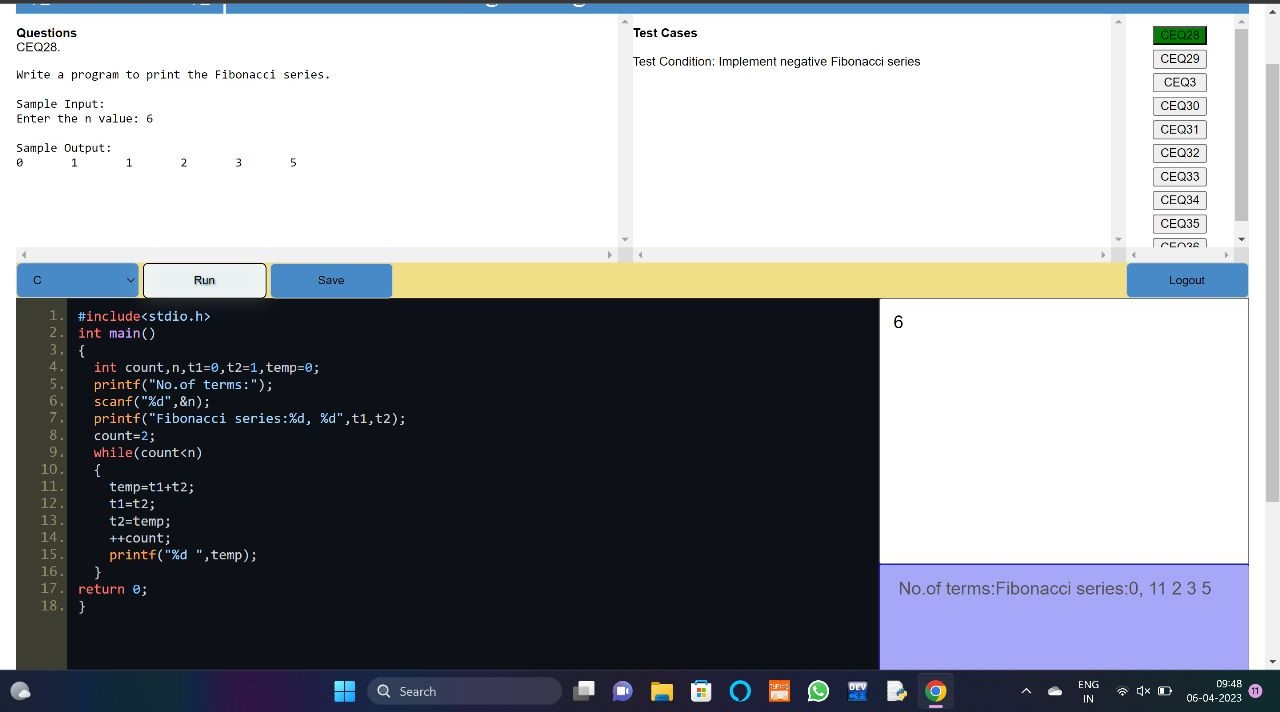 Questions
CEQ28.
Write a program to print the Fibonacci series.
Sample Input:
Enter the n value: 6
Sample Output:
0 1 1 2 3 5
Test Cases
Test Condition: Implement negative Fibonacci series
CEQ28
CEQ29
CEQ3
CEQ30
CEQ31
CEQ32
CEQ33
CEQ34
CEQ35
CEQ36
C Run Save Logout
1. #include<stdio.h>
2. int main()
3. {
4. int count,n,t1=0,t2=1,temp=0;
5. printf("No.of terms:");
6. scanf("%d",&n);
7. printf("Fibonacci series:%d, %d",t1,t2);
8. count=2;
9. while(count<n)
10. {
11. temp=t1+t2;
12. t1=t2;
13. t2=temp;
14. ++count;
15. printf("%d ",temp);
16. }
17. return 0;
18. }
6
No.of terms:Fibonacci series:0, 11 2 3 5
Search
DEV
ENG
IN
09:48
06-04-2023
11